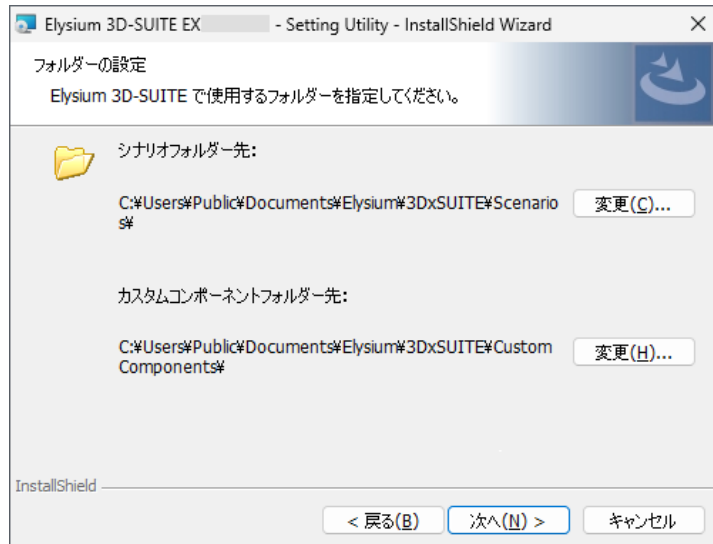 Elysium 3D-SUITE EX - Setting Utility - InstallShield Wizard
フォルダーの設定
Elysium 3D-SUITE で使用するフォルダーを指定してください。
シナリオフォルダー先:
C:¥Users¥Public¥Documents¥Elysium¥3DxSUITE¥Scenario
s¥
変更(C)...
カスタムコンポーネントフォルダー先:
C:¥Users¥Public¥Documents¥Elysium¥3DxSUITE¥Custom
Components¥
変更(H)...
InstallShield
< 戻る(B)
次へ(N) >
キャンセル